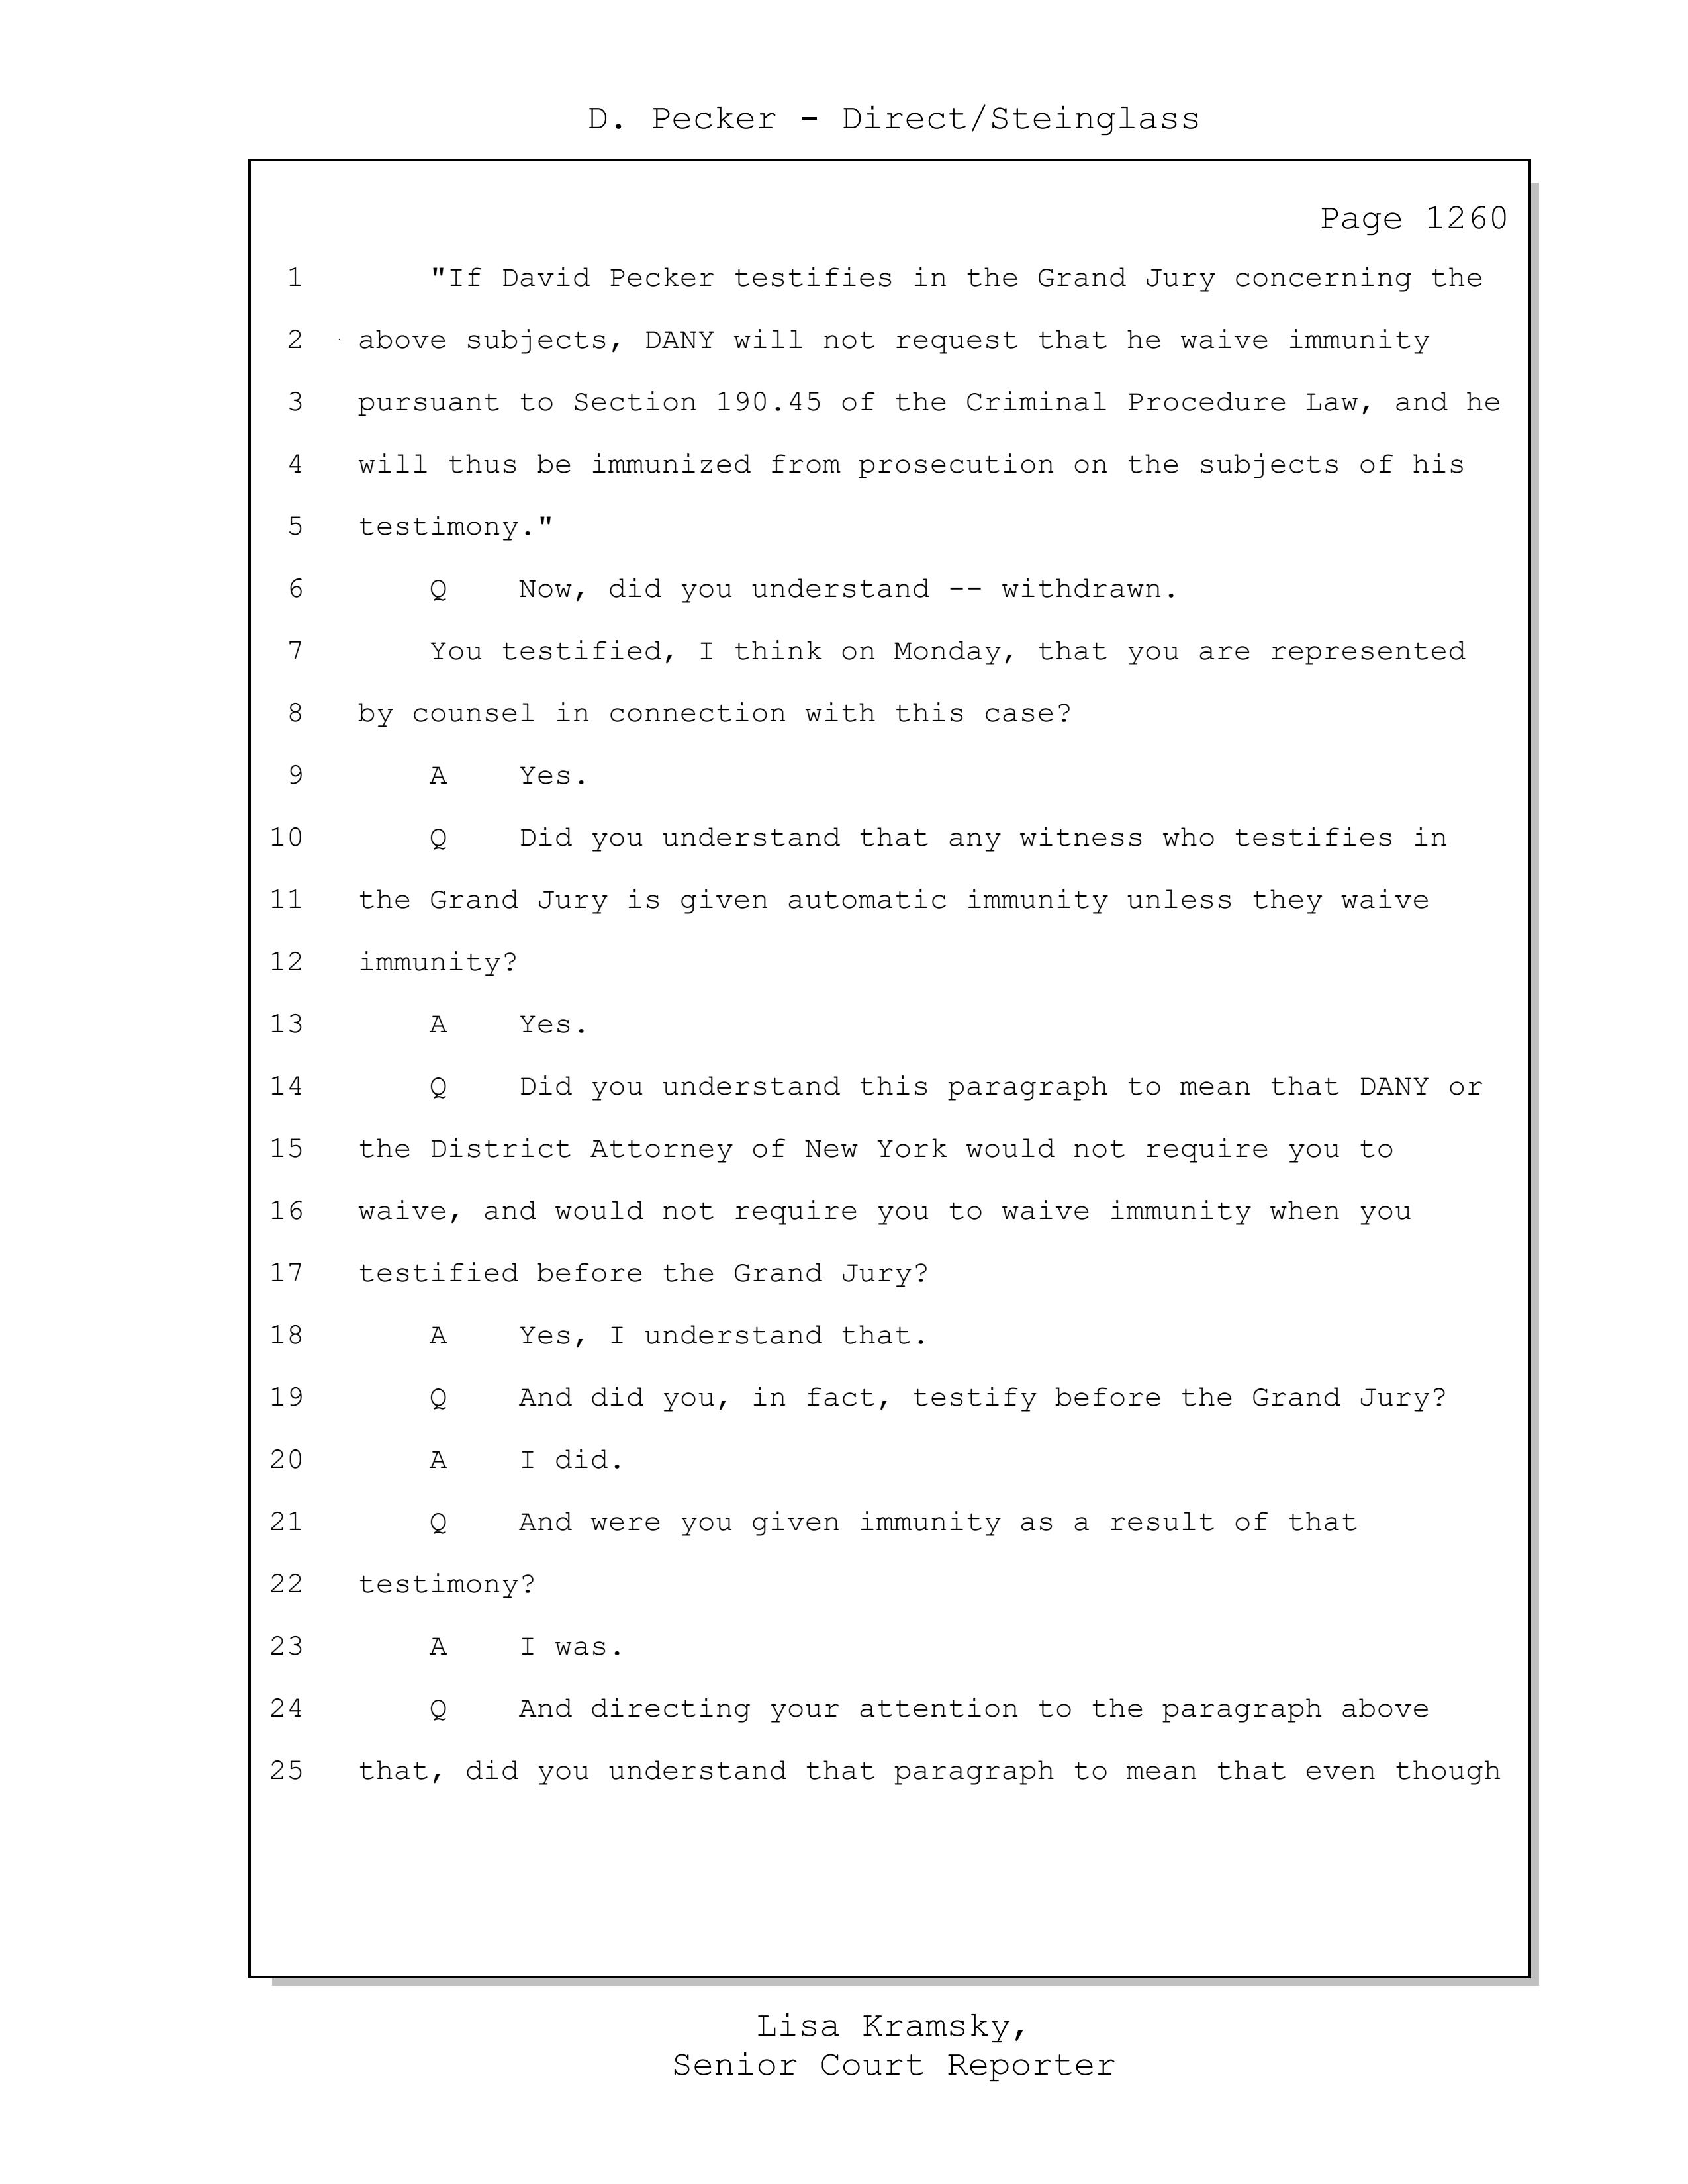 D. Pecker - Direct/Steinglass
Page 1260
1 "If David Pecker testifies in the Grand Jury concerning the
2 above subjects, DANY will not request that he waive immunity
3 pursuant to Section 190.45 of the Criminal Procedure Law, and he
4 will thus be immunized from prosecution on the subjects of his
5 testimony."
6 Q Now, did you understand -- withdrawn.
7 You testified, I think on Monday, that you are represented
8 by counsel in connection with this case?
9 A Yes.
10 Q Did you understand that any witness who testifies in
11 the Grand Jury is given automatic immunity unless they waive
12 immunity?
13 A Yes.
14 Q Did you understand this paragraph to mean that DANY or
15 the District Attorney of New York would not require you to
16 waive, and would not require you to waive immunity when you
17 testified before the Grand Jury?
18 A Yes, I understand that.
19 Q And did you, in fact, testify before the Grand Jury?
20 A I did.
21 Q And were you given immunity as a result of that
22 testimony?
23 A I was.
24 Q And directing your attention to the paragraph above
25 that, did you understand that paragraph to mean that even though
Lisa Kramsky,
Senior Court Reporter